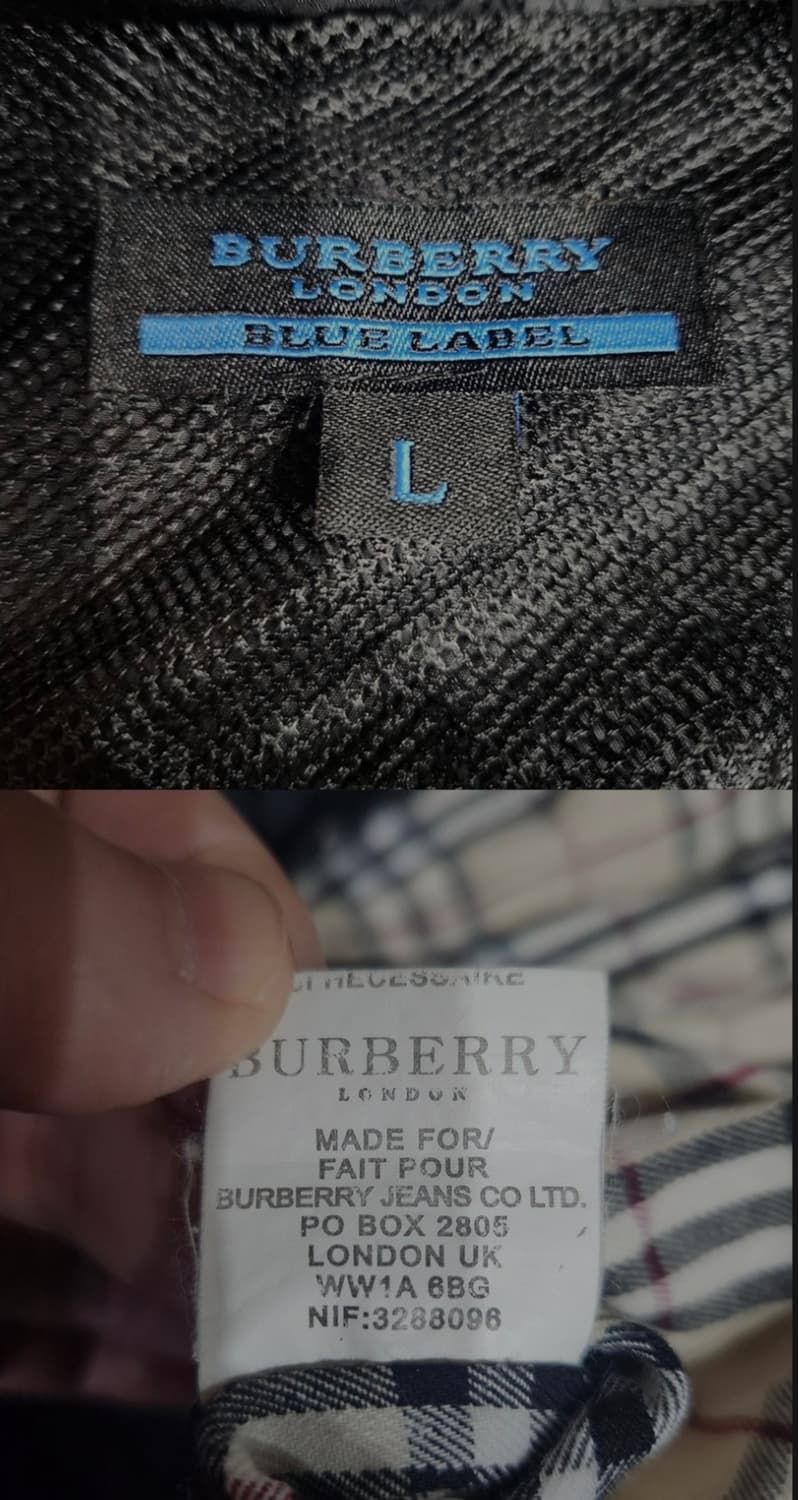 BURBERRY
LONDON
BLUE LABEL
L
NECESSAIRE
BURBERRY
LONDON
MADE FOR/
FAIT POUR
BURBERRY JEANS CO LTD.
PO BOX 2805
LONDON UK
WW1A 6BG
NIF:3288096